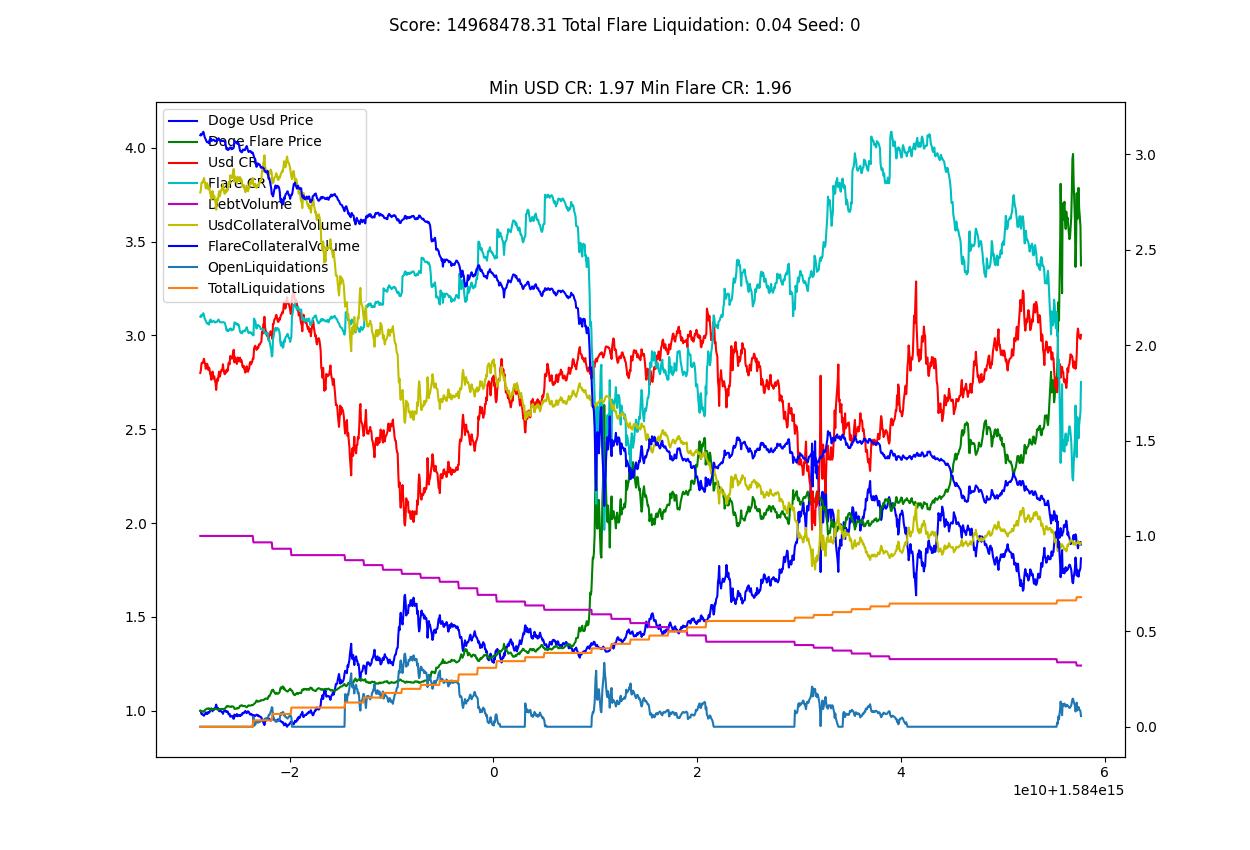 Score: 14968478.31 Total Flare Liquidation: 0.04 Seed: 0
Min USD CR: 1.97 Min Flare CR: 1.96
Doge Usd Price
Doge Flare Price
Usd CR
Flare CR
DebtVolume
UsdCollateralVolume
FlareCollateralVolume
OpenLiquidations
TotalLiquidations
4.0
3.5
3.0
2.5
2.0
1.5
1.0
3.0
2.5
2.0
1.5
1.0
0.5
0.0
−2 0 2 4 6
1e10+1.584e15